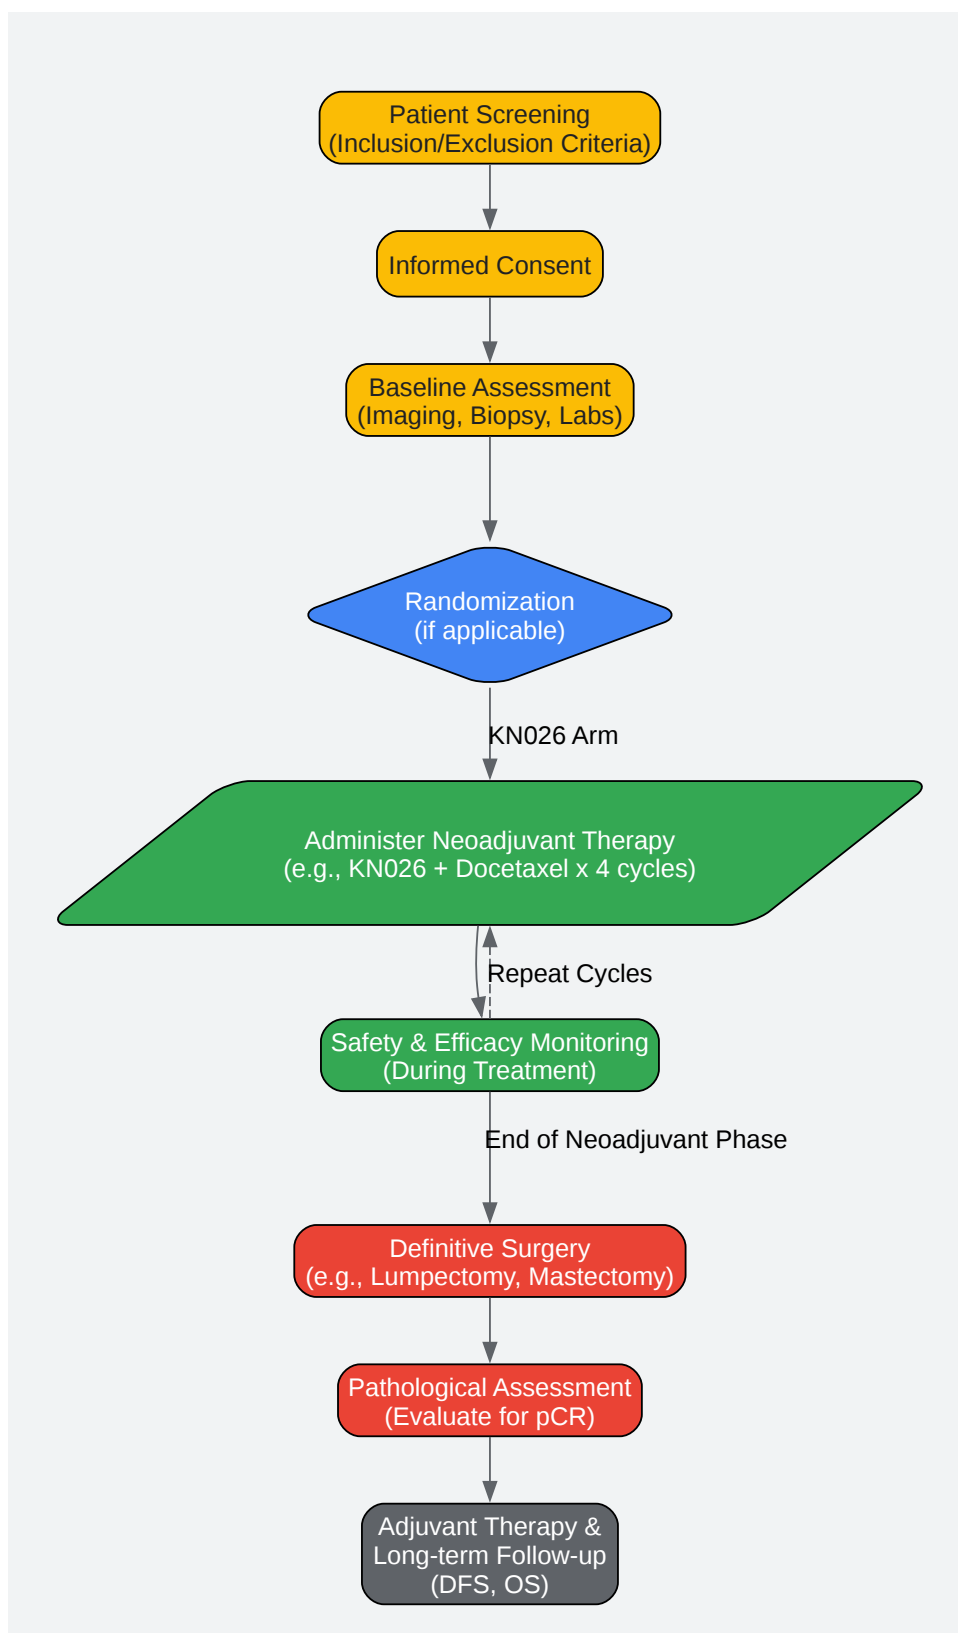 Patient Screening
(Inclusion/Exclusion Criteria)
Informed Consent
Baseline Assessment
(Imaging, Biopsy, Labs)
Randomization
(if applicable)
KN026 Arm
Administer Neoadjuvant Therapy
(e.g., KN026 + Docetaxel x 4 cycles)
Repeat Cycles
Safety & Efficacy Monitoring
(During Treatment)
End of Neoadjuvant Phase
Definitive Surgery
(e.g., Lumpectomy, Mastectomy)
Pathological Assessment
(Evaluate for pCR)
Adjuvant Therapy &
Long-term Follow-up
(DFS, OS)